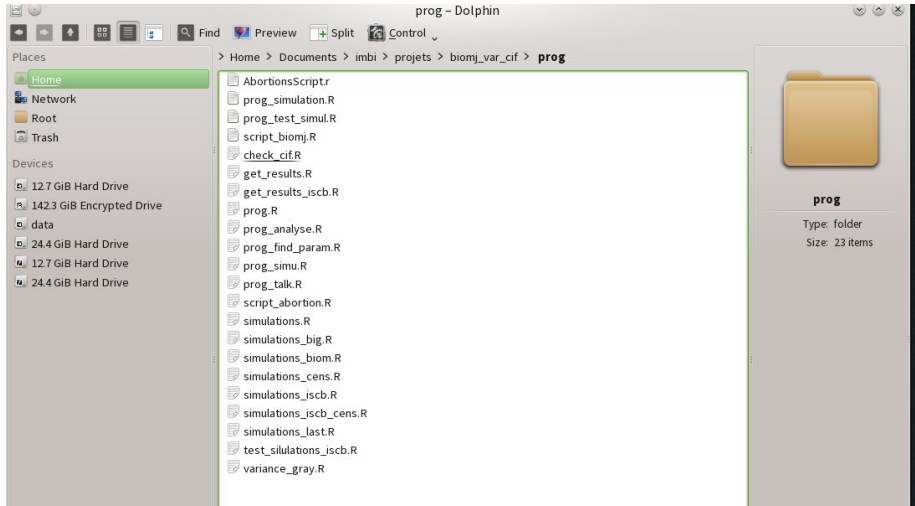 prog – Dolphin
Find Preview Split Control
Places
Home
Network
Root
Trash
Devices
12.7 GiB Hard Drive
142.3 GiB Encrypted Drive
data
24.4 GiB Hard Drive
12.7 GiB Hard Drive
24.4 GiB Hard Drive
> Home > Documents > imbi > projets > biomj_var_cif > prog
AbortionsScript.r
prog_simulation.R
prog_test_simul.R
script_biomj.R
check_cif.R
get_results.R
get_results_iscb.R
prog.R
prog_analyse.R
prog_find_param.R
prog_simu.R
prog_talk.R
script_abortion.R
simulations.R
simulations_big.R
simulations_biom.R
simulations_cens.R
simulations_iscb.R
simulations_iscb_cens.R
simulations_last.R
test_silulations_iscb.R
variance_gray.R
prog
Type: folder
Size: 23 items